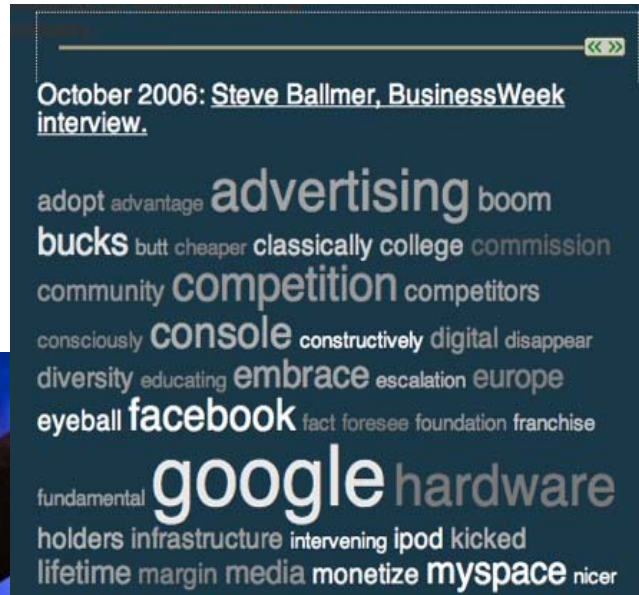 October 2006: Steve Ballmer, BusinessWeek
interview.
adopt advantage advertising boom
bucks butt cheaper classically college commission
community competition competitors
consciously console constructively digital disappear
diversity educating embrace escalation europe
eyeball facebook fact foresee foundation franchise
fundamental google hardware
holders infrastructure intervening ipod kicked
lifetime margin media monetize myspace nicer